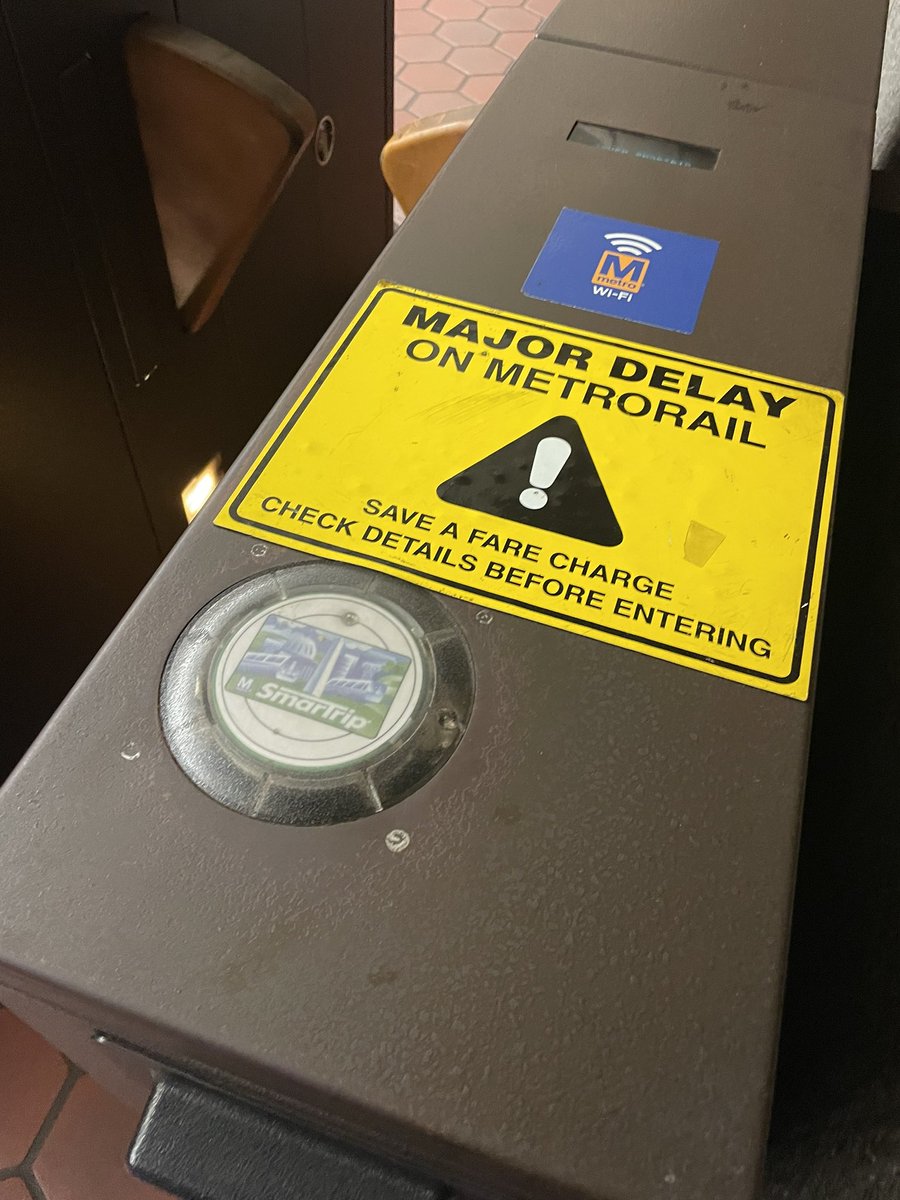 M
metro
Wi-Fi
MAJOR DELAY
ON METRORAIL
!
SAVE A FARE CHARGE
CHECK DETAILS BEFORE ENTERING
M SmarTrip